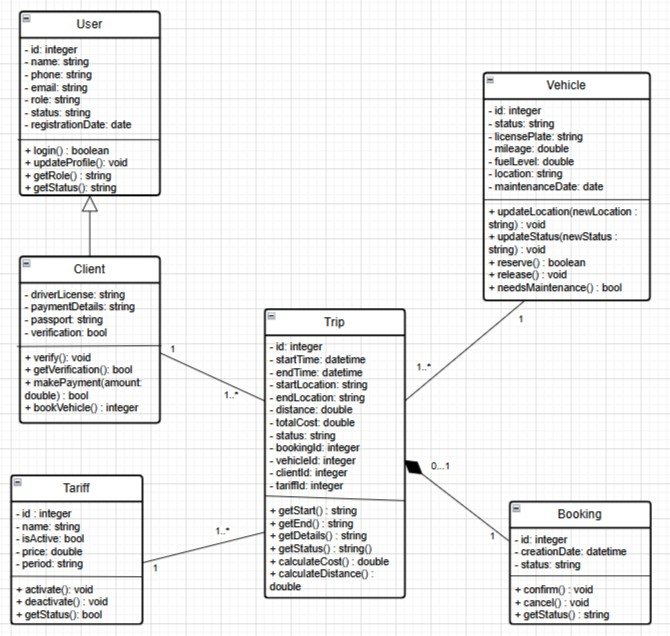 User
- id: integer
- name: string
- phone: string
- email: string
- role: string
- status: string
- registrationDate: date
+ login() : boolean
+ updateProfile(): void
+ getRole() : string
+ getStatus(): string
Client
- driverLicense: string
- paymentDetails: string
- passport: string
- verification: bool
+ verify(): void
+ getVerification(): bool
+ makePayment(amount:
double) : bool
+ bookVehicle() : integer
1
1..*
Tariff
- id : integer
- name: string
- isActive: bool
- price: double
- period: string
+ activate(): void
+ deactivate() : void
+ getStatus(): bool
1
1..*
Trip
- id: integer
- startTime: datetime
- endTime: datetime
- startLocation: string
- endLocation: string
- distance: double
- totalCost: double
- status: string
- bookingId: integer
- vehicleId: integer
- clientId: integer
- tariffId: integer
+ getStart() : string
+ getEnd() : string
+ getDetails() : string
+ getStatus() : string()
+ calculateCost() : double
+ calculateDistance() :
double
Vehicle
- id: integer
- status: string
- licensePlate: string
- mileage: double
- fuelLevel: double
- location: string
- maintenanceDate: date
+ updateLocation(newLocation :
string) : void
+ updateStatus(newStatus :
string) : void
+ reserve() : boolean
+ release() : void
+ needsMaintenance() : bool
1
1..*
0...1
1
Booking
- id: integer
- creationDate: datetime
- status: string
+ confirm() : void
+ cancel() : void
+ getStatus() : string